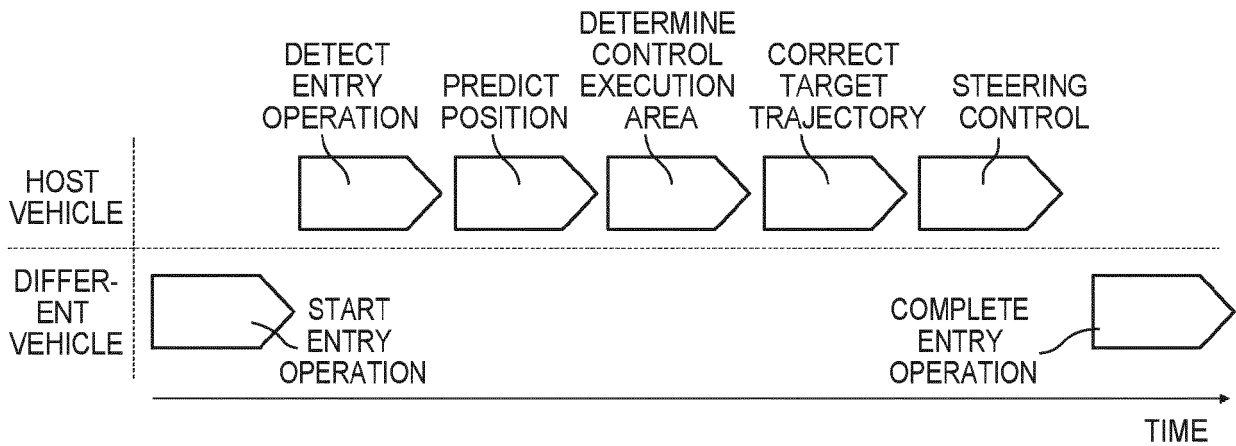 DETECT
ENTRY
OPERATION
PREDICT
POSITION
DETERMINE
CONTROL
EXECUTION
AREA
CORRECT
TARGET
TRAJECTORY
STEERING
CONTROL
HOST
VEHICLE
DIFFER-
ENT
VEHICLE
START
ENTRY
OPERATION
COMPLETE
ENTRY
OPERATION
TIME